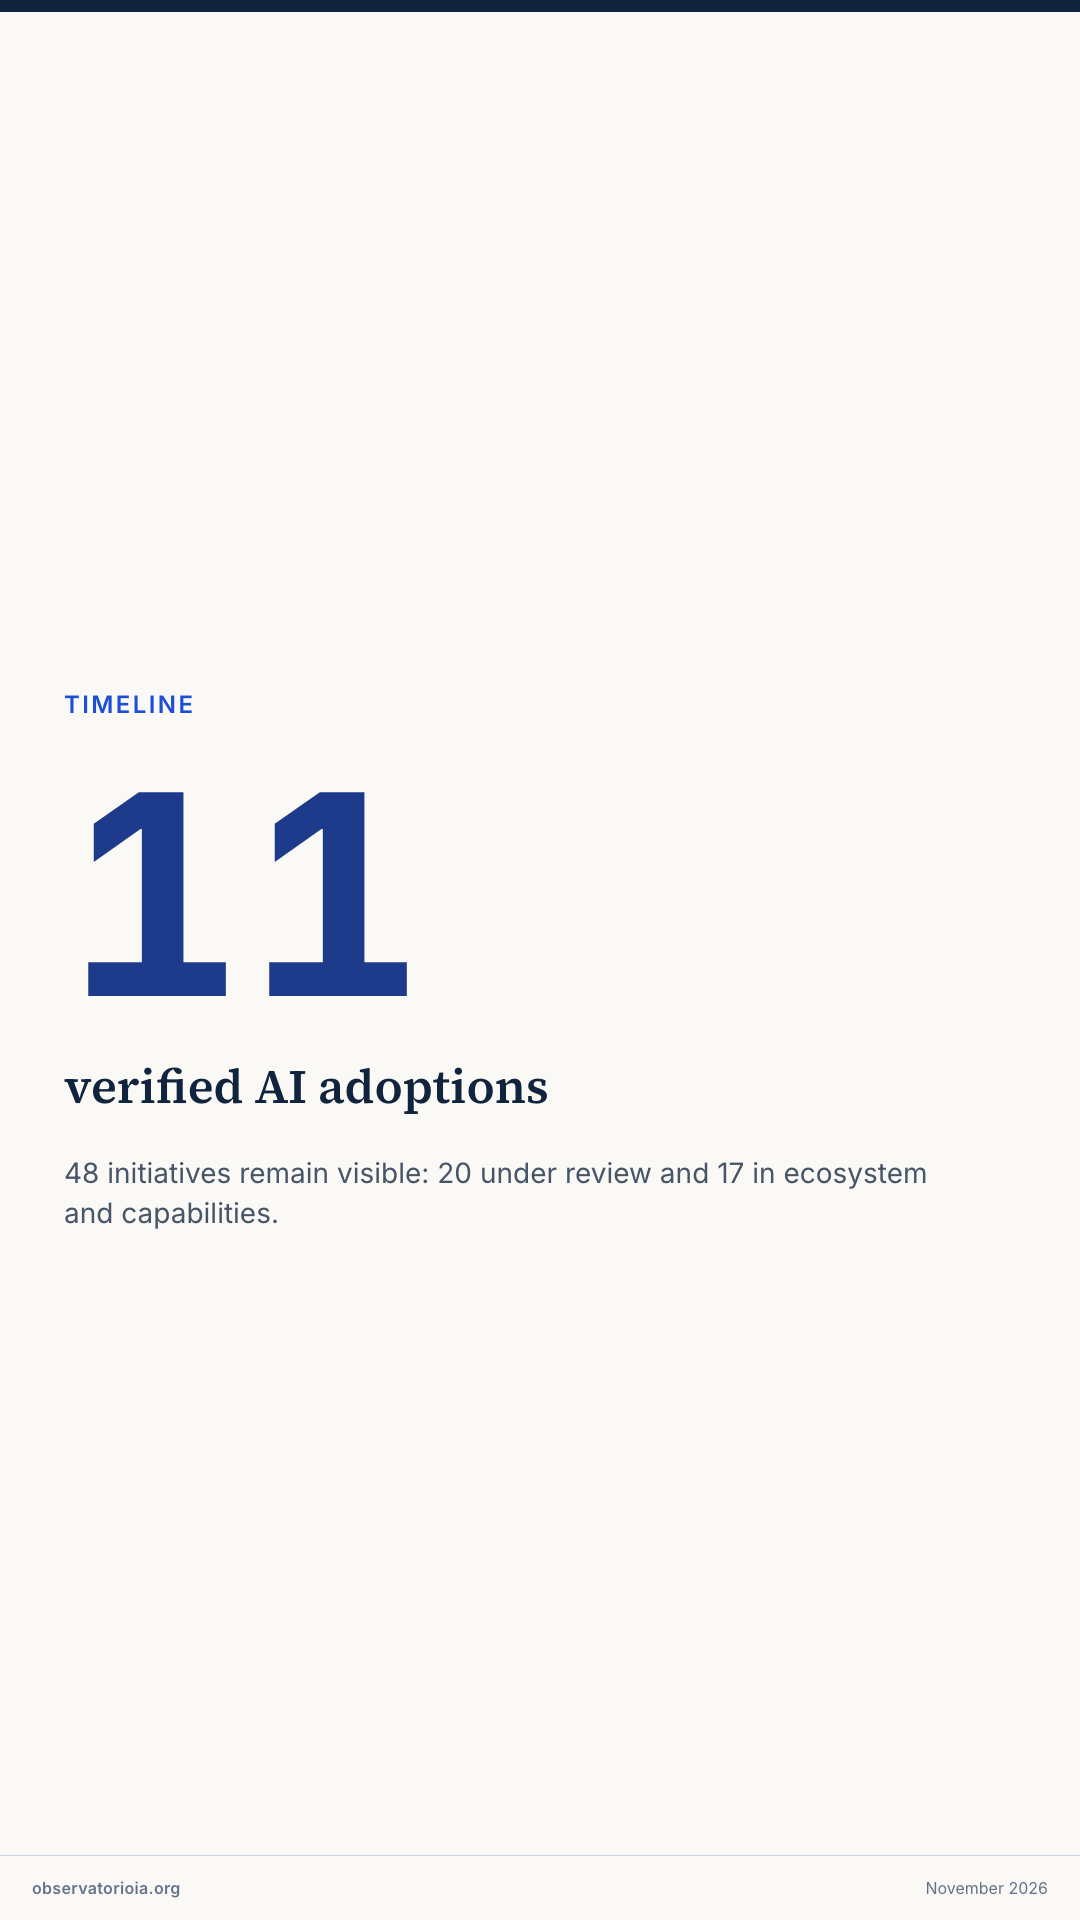 TIMELINE
11
verified AI adoptions
48 initiatives remain visible: 20 under review and 17 in ecosystem
and capabilities.
observatorioia.org
November 2026